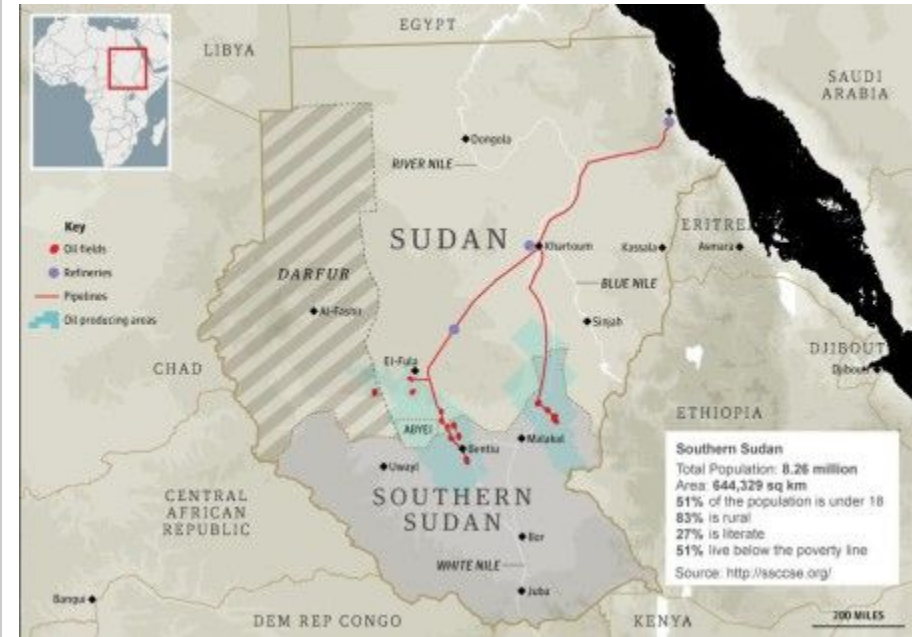 EGYPT
LIBYA
SAUDI
ARABIA
Dongola
RIVER NILE
Key
Oil fields
Refineries
Pipelines
Oil producing areas
SUDAN
Khartoum
Kassala
ERITRE
Asmara
DARFUR
BLUE NILE
Al-Fashir
Sinjah
CHAD
El-Fula
DJIBOUT
Djibouti
ABYEI
Bentiu
Malakal
ETHIOPIA
Uwayl
SOUTHERN
SUDAN
CENTRAL
AFRICAN
REPUBLIC
Bor
WHITE NILE
Juba
Bangui
DEM REP CONGO
KENYA
Southern Sudan
Total Population: 8.26 million
Area: 644,329 sq km
51% of the population is under 18
83% is rural
27% is literate
51% live below the poverty line
Source: http://ssccse.org/
200 MILES